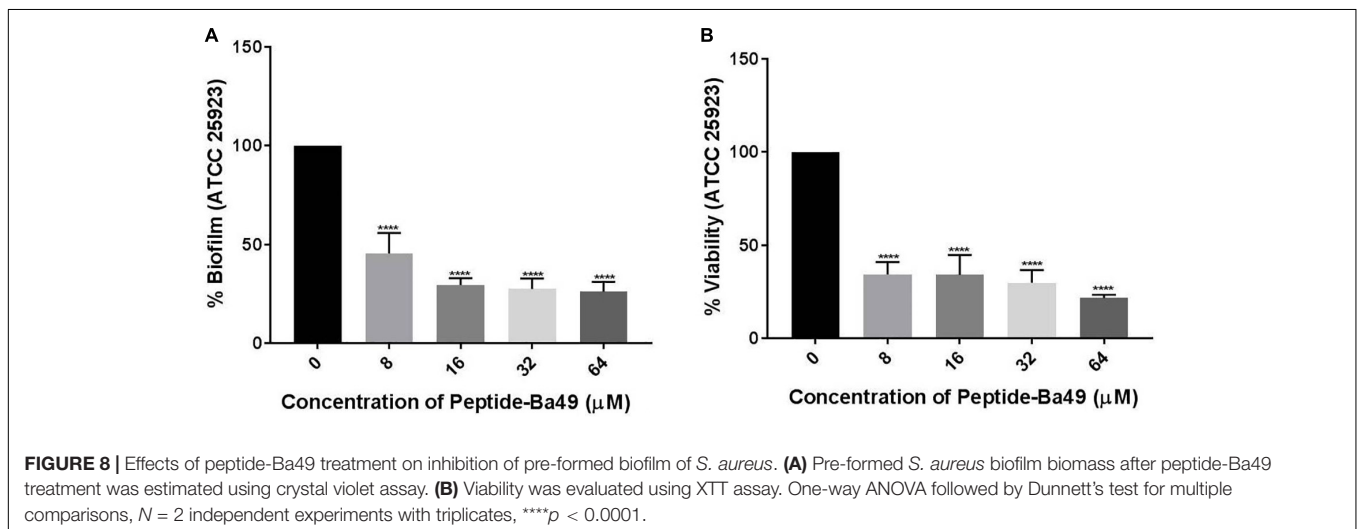 A
150
100
50
0
% Biofilm (ATCC 25923)
****
****
****
****
0
8
16
32
64
Concentration of Peptide-Ba49 (μM)
B
150
100
50
0
% Viability (ATCC 25923)
****
****
****
****
0
8
16
32
64
Concentration of Peptide-Ba49 (μM)
FIGURE 8 | Effects of peptide-Ba49 treatment on inhibition of pre-formed biofilm of S. aureus. (A) Pre-formed S. aureus biofilm biomass after peptide-Ba49
treatment was estimated using crystal violet assay. (B) Viability was evaluated using XTT assay. One-way ANOVA followed by Dunnett's test for multiple
comparisons, N = 2 independent experiments with triplicates, ****p < 0.0001.